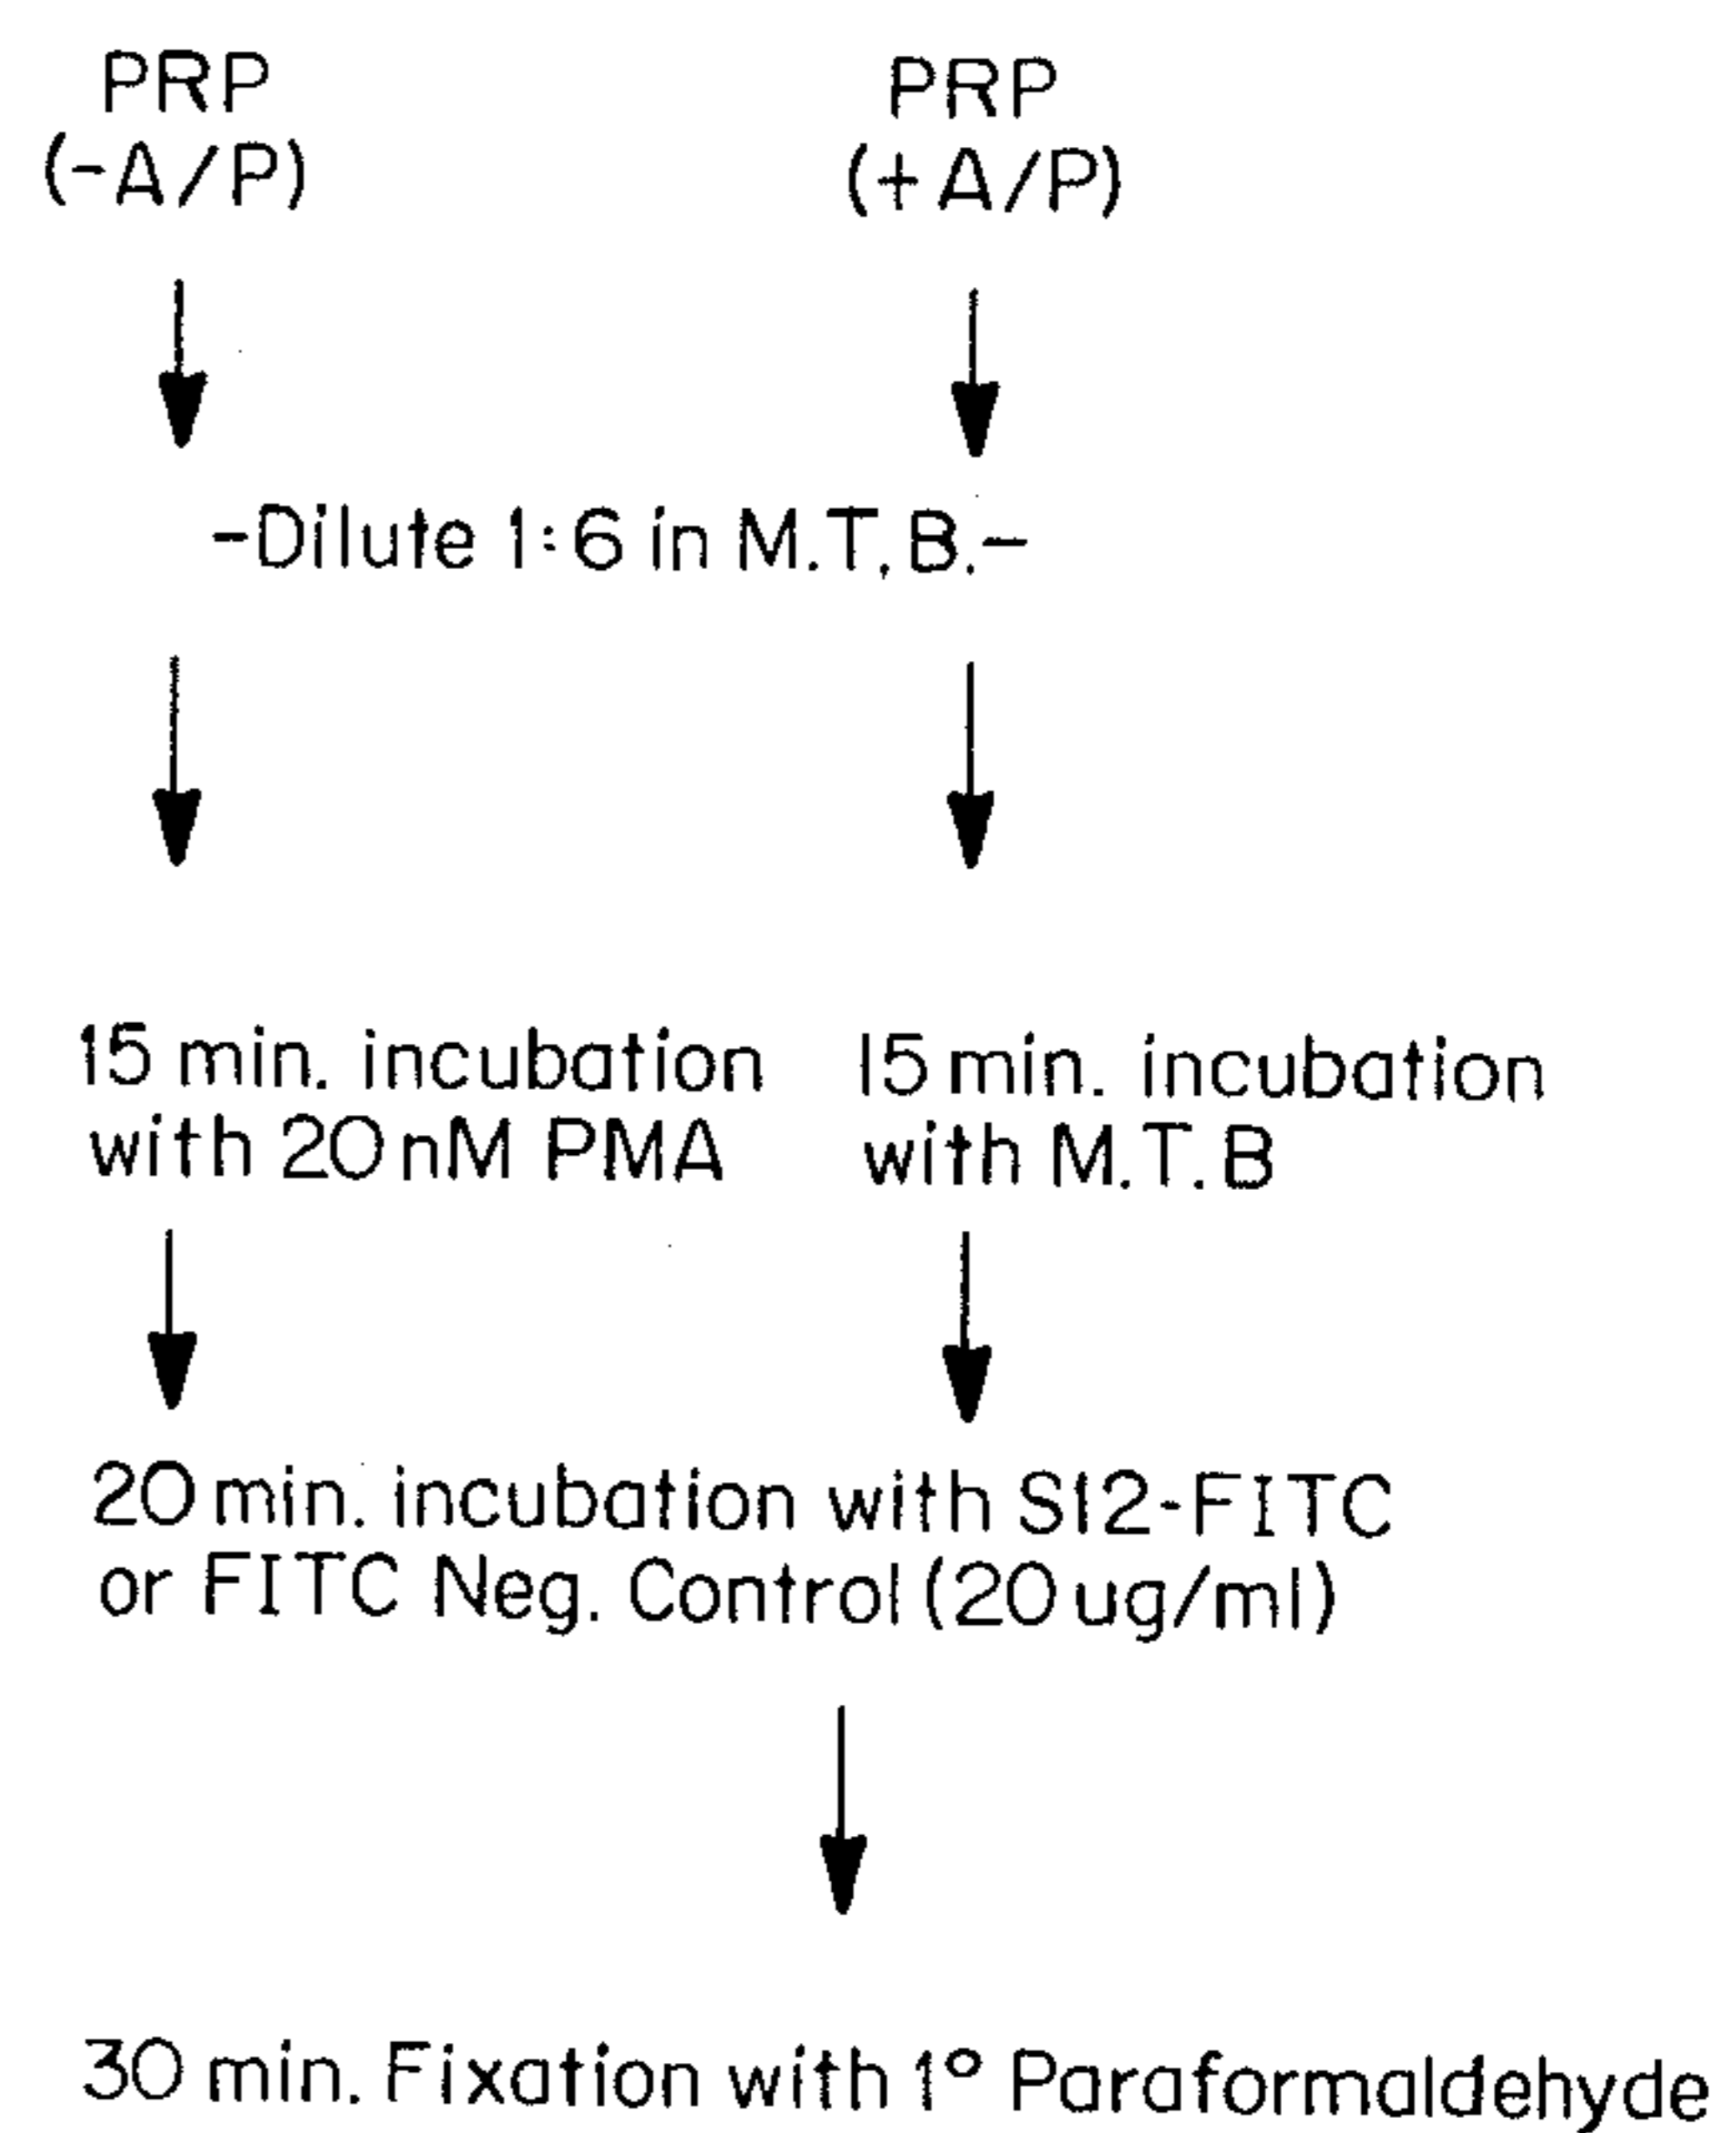 PRP
(-A/P)
PRP
(+A/P)
-Dilute 1:6 in M.T.B.-
15 min. incubation
with 20 nM PMA
15 min. incubation
with M.T.B
20 min. incubation with S12-FITC
or FITC Neg. Control (20 ug/ml)
30 min. Fixation with 1° Paraformaldehyde